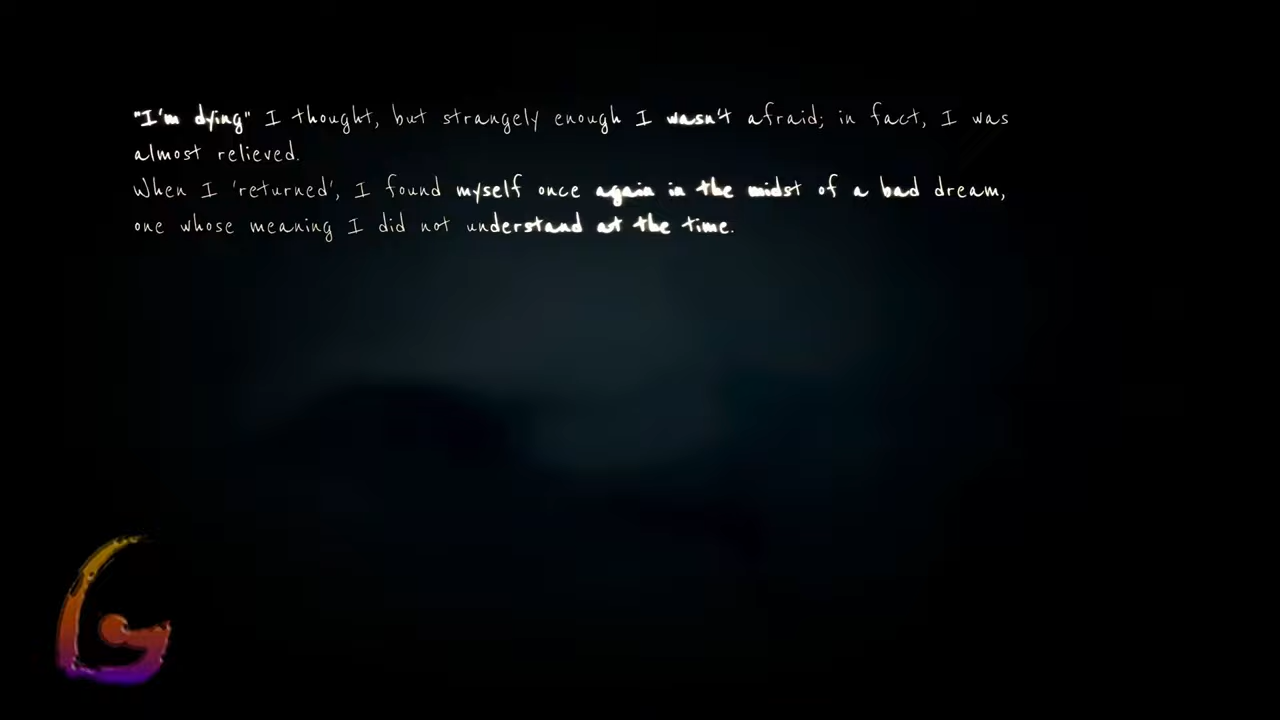 "I'm dying" I thought, but strangely enough I wasn't afraid; in fact, I was
almost relieved.
When I 'returned', I found myself once again in the midst of a bad dream,
one whose meaning I did not understand at the time.